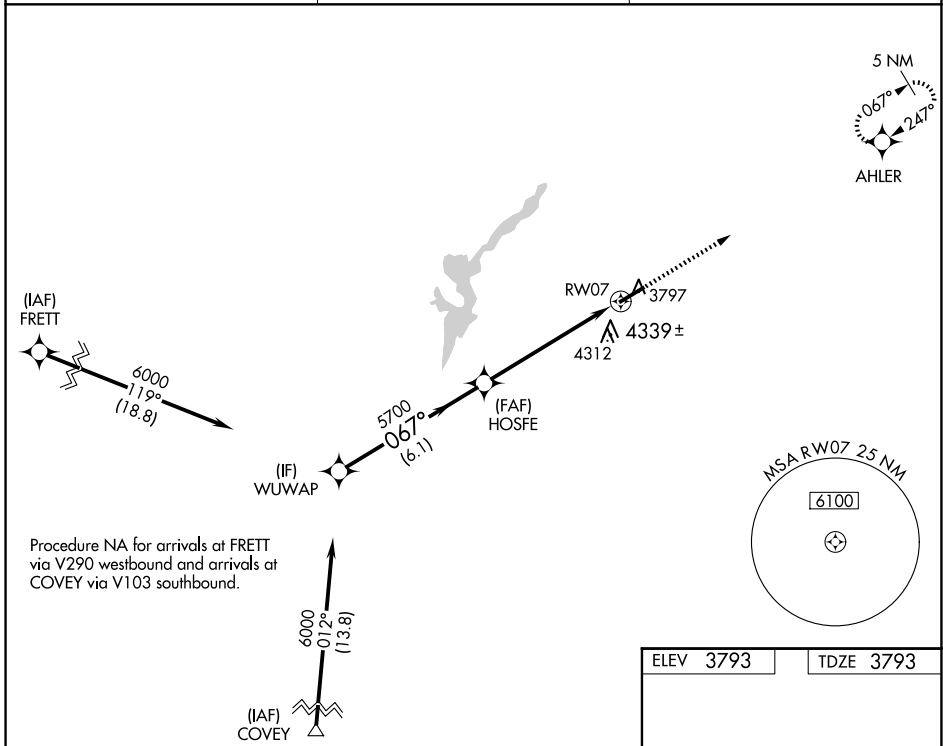 5 NM
067°
247°
AHLER
RW07
3797
4339±
4312
(IAF)
FRETT
6000
119°
(18.8)
5700
067°
(6.1)
(FAF)
HOSFE
(IF)
WUWAP
MSA RW07 25 NM
6100
Procedure NA for arrivals at FRETT
via V290 westbound and arrivals at
COVEY via V103 southbound.
6000
012°
(13.8)
(IAF)
COVEY
ELEV 3793
TDZE 3793